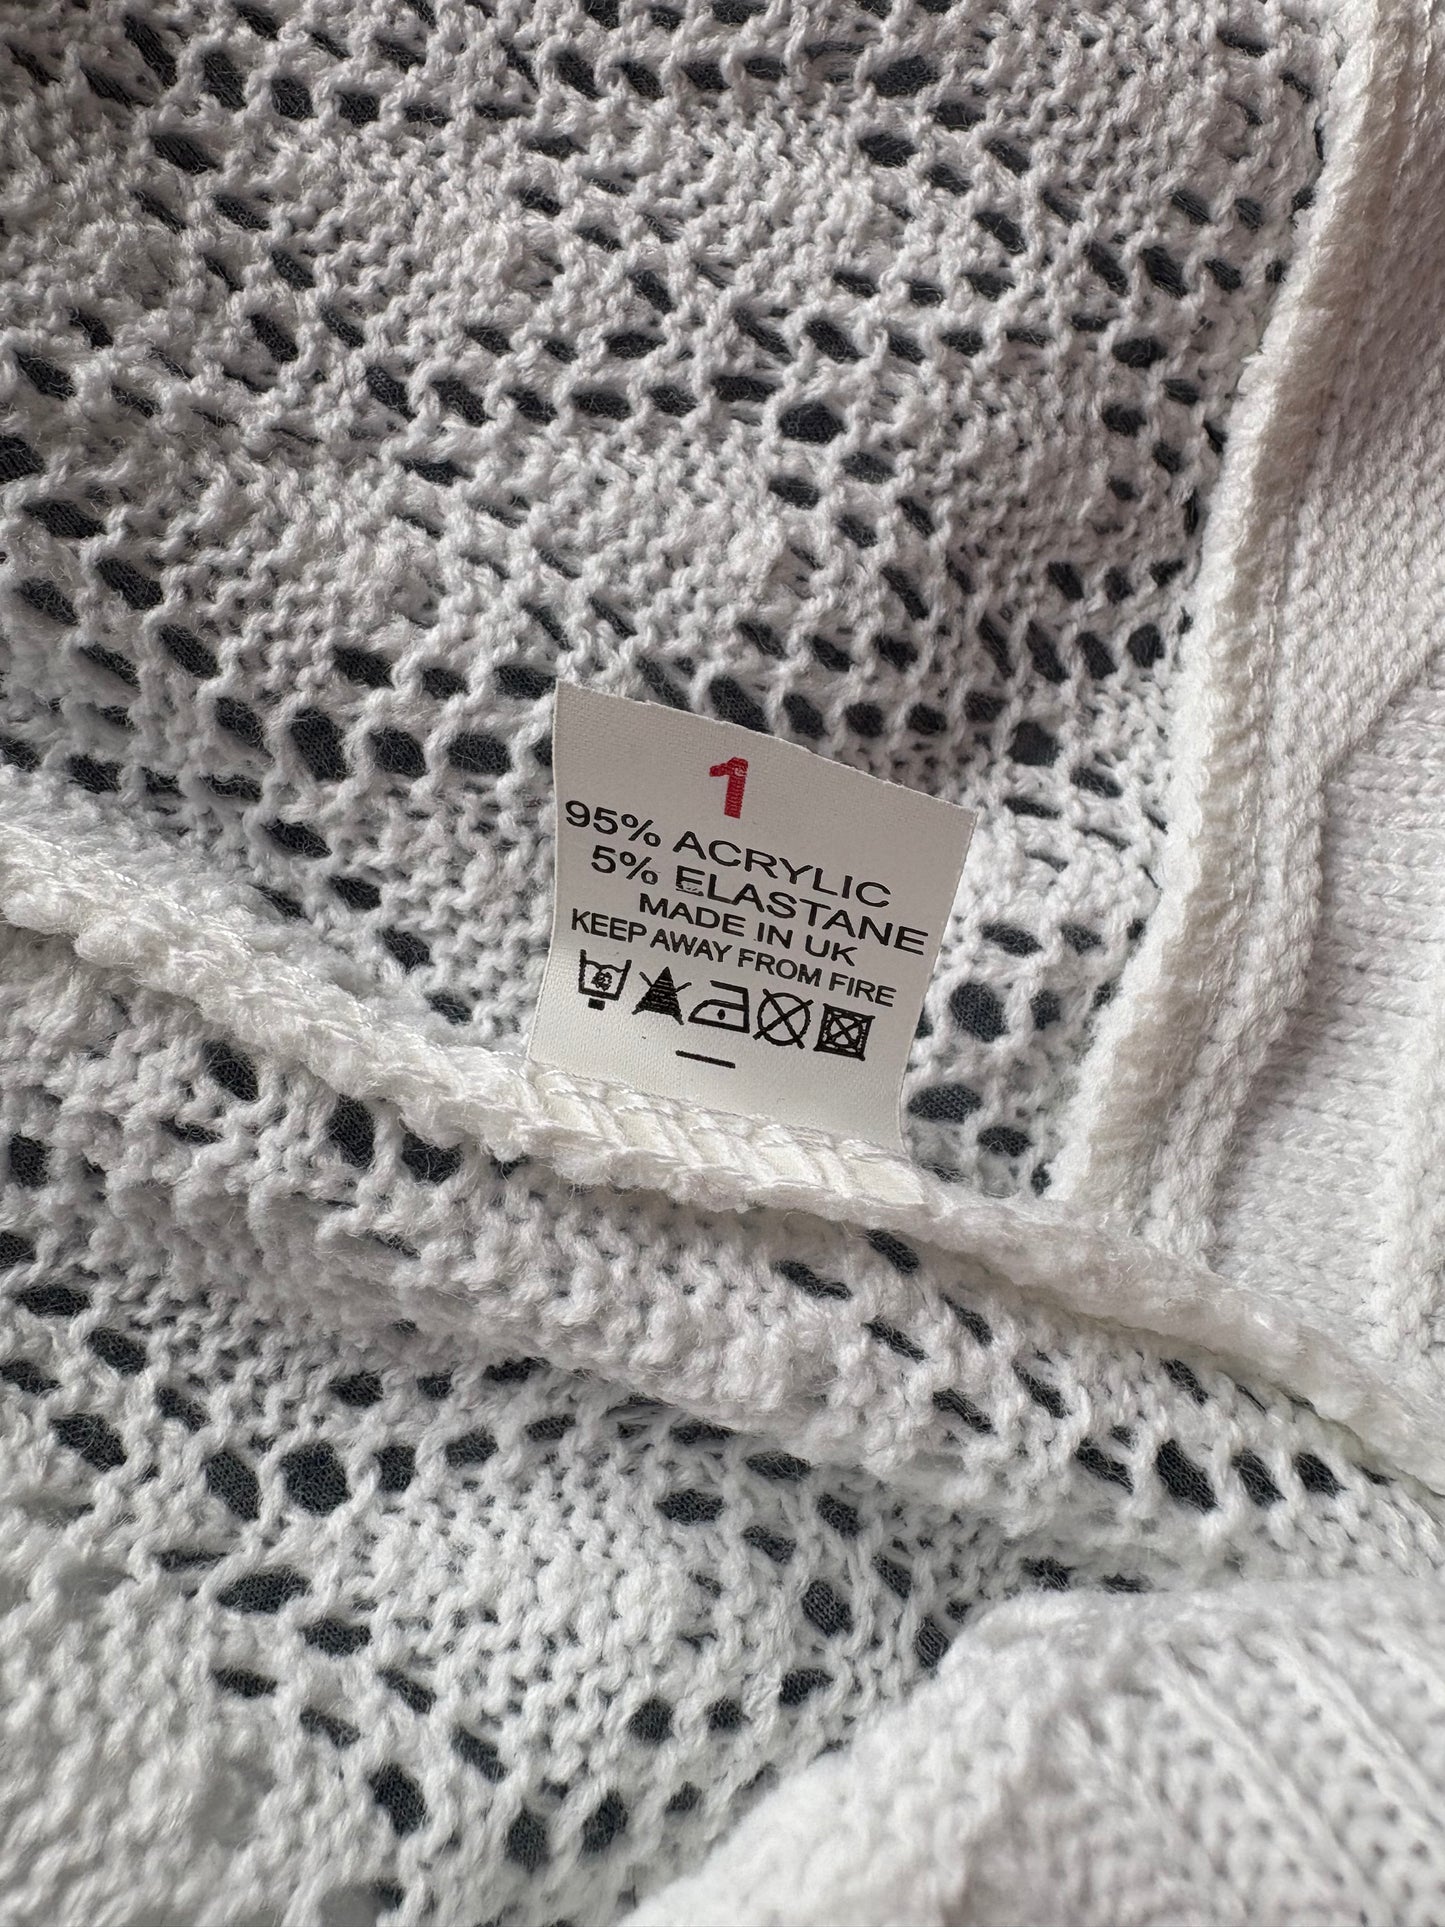 1
95% ACRYLIC
5% ELASTANE
MADE IN UK
KEEP AWAY FROM FIRE